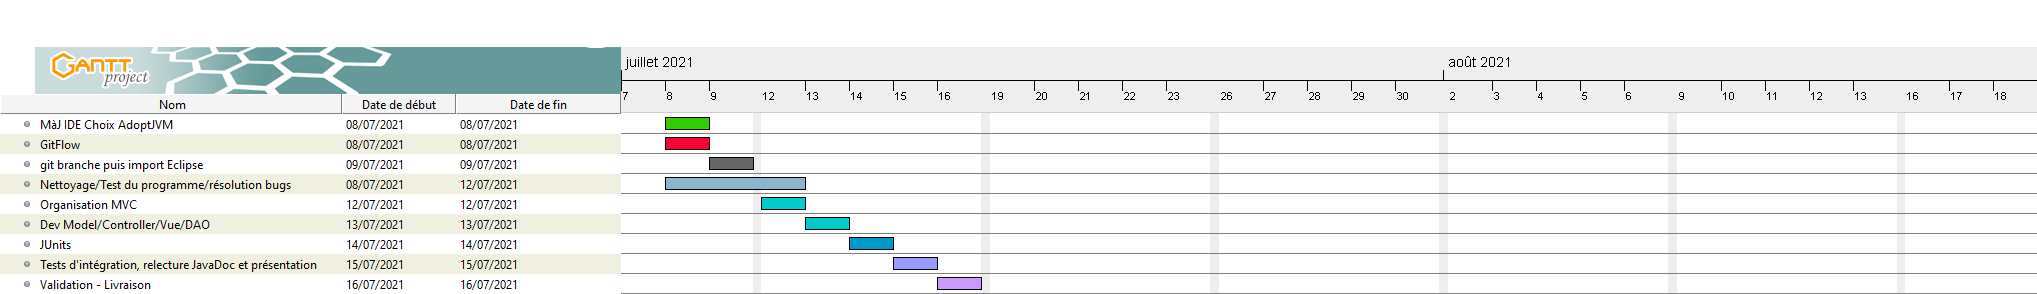 GANTT project
juillet 2021 août 2021
7 8 9 12 13 14 15 16 19 20 21 22 23 26 27 28 29 30 2 3 4 5 6 9 10 11 12 13 16 17 18
Nom Date de début Date de fin
MàJ IDE Choix AdoptJVM 08/07/2021 08/07/2021
GitFlow 08/07/2021 08/07/2021
git branche puis import Eclipse 09/07/2021 09/07/2021
Nettoyage/Test du programme/résolution bugs 08/07/2021 12/07/2021
Organisation MVC 12/07/2021 12/07/2021
Dev Model/Controller/Vue/DAO 13/07/2021 13/07/2021
JUnits 14/07/2021 14/07/2021
Tests d'intégration, relecture JavaDoc et présentation 15/07/2021 15/07/2021
Validation - Livraison 16/07/2021 16/07/2021